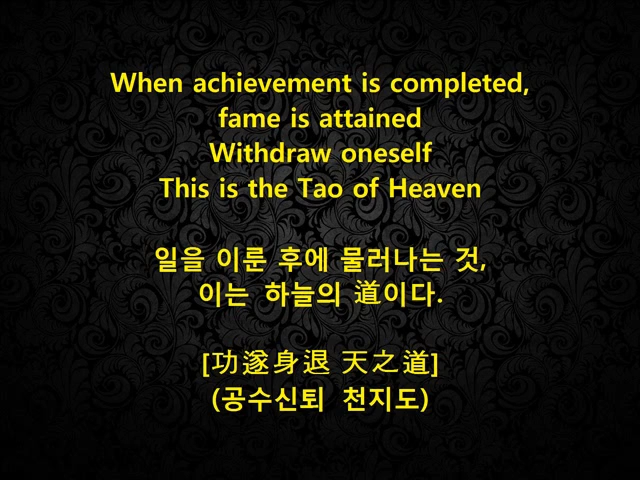 When achievement is completed,
fame is attained
Withdraw oneself
This is the Tao of Heaven
일을 이룬 후에 물러나는 것,
이는 하늘의 道이다.
[功遂身退 天之道]
(공수신퇴 천지도)